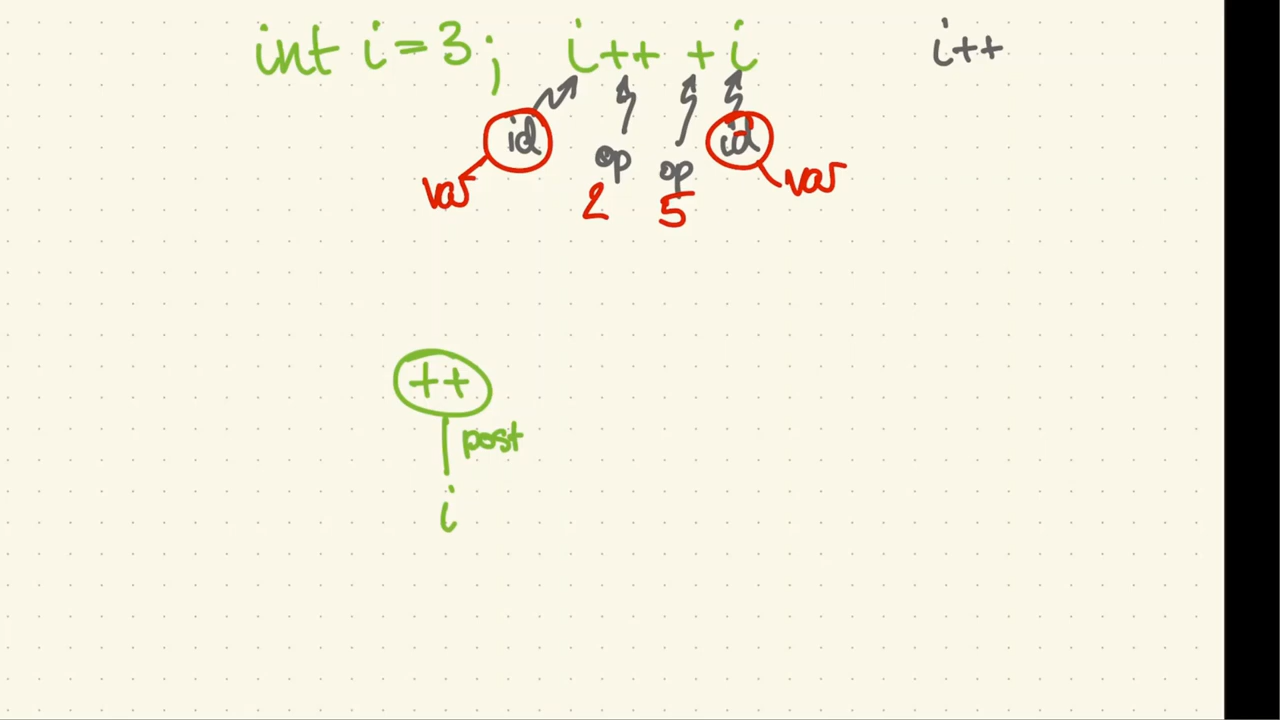 int i = 3; i++ + i i++
id op op id
var 2 5 var
++
post
i